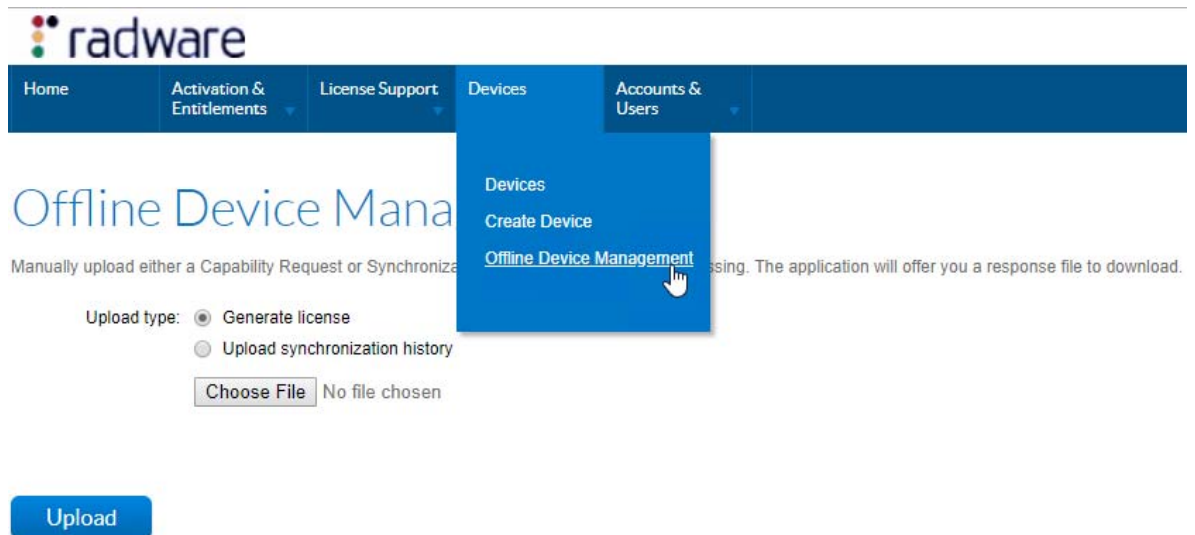 radware
Home
Activation &
Entitlements
License Support
Devices
Accounts &
Users
Devices
Create Device
Offline Device Management
Offline Device Mana
Manually upload either a Capability Request or Synchroniza ssing. The application will offer you a response file to download.
Upload type: Generate license
Upload synchronization history
Choose File No file chosen
Upload